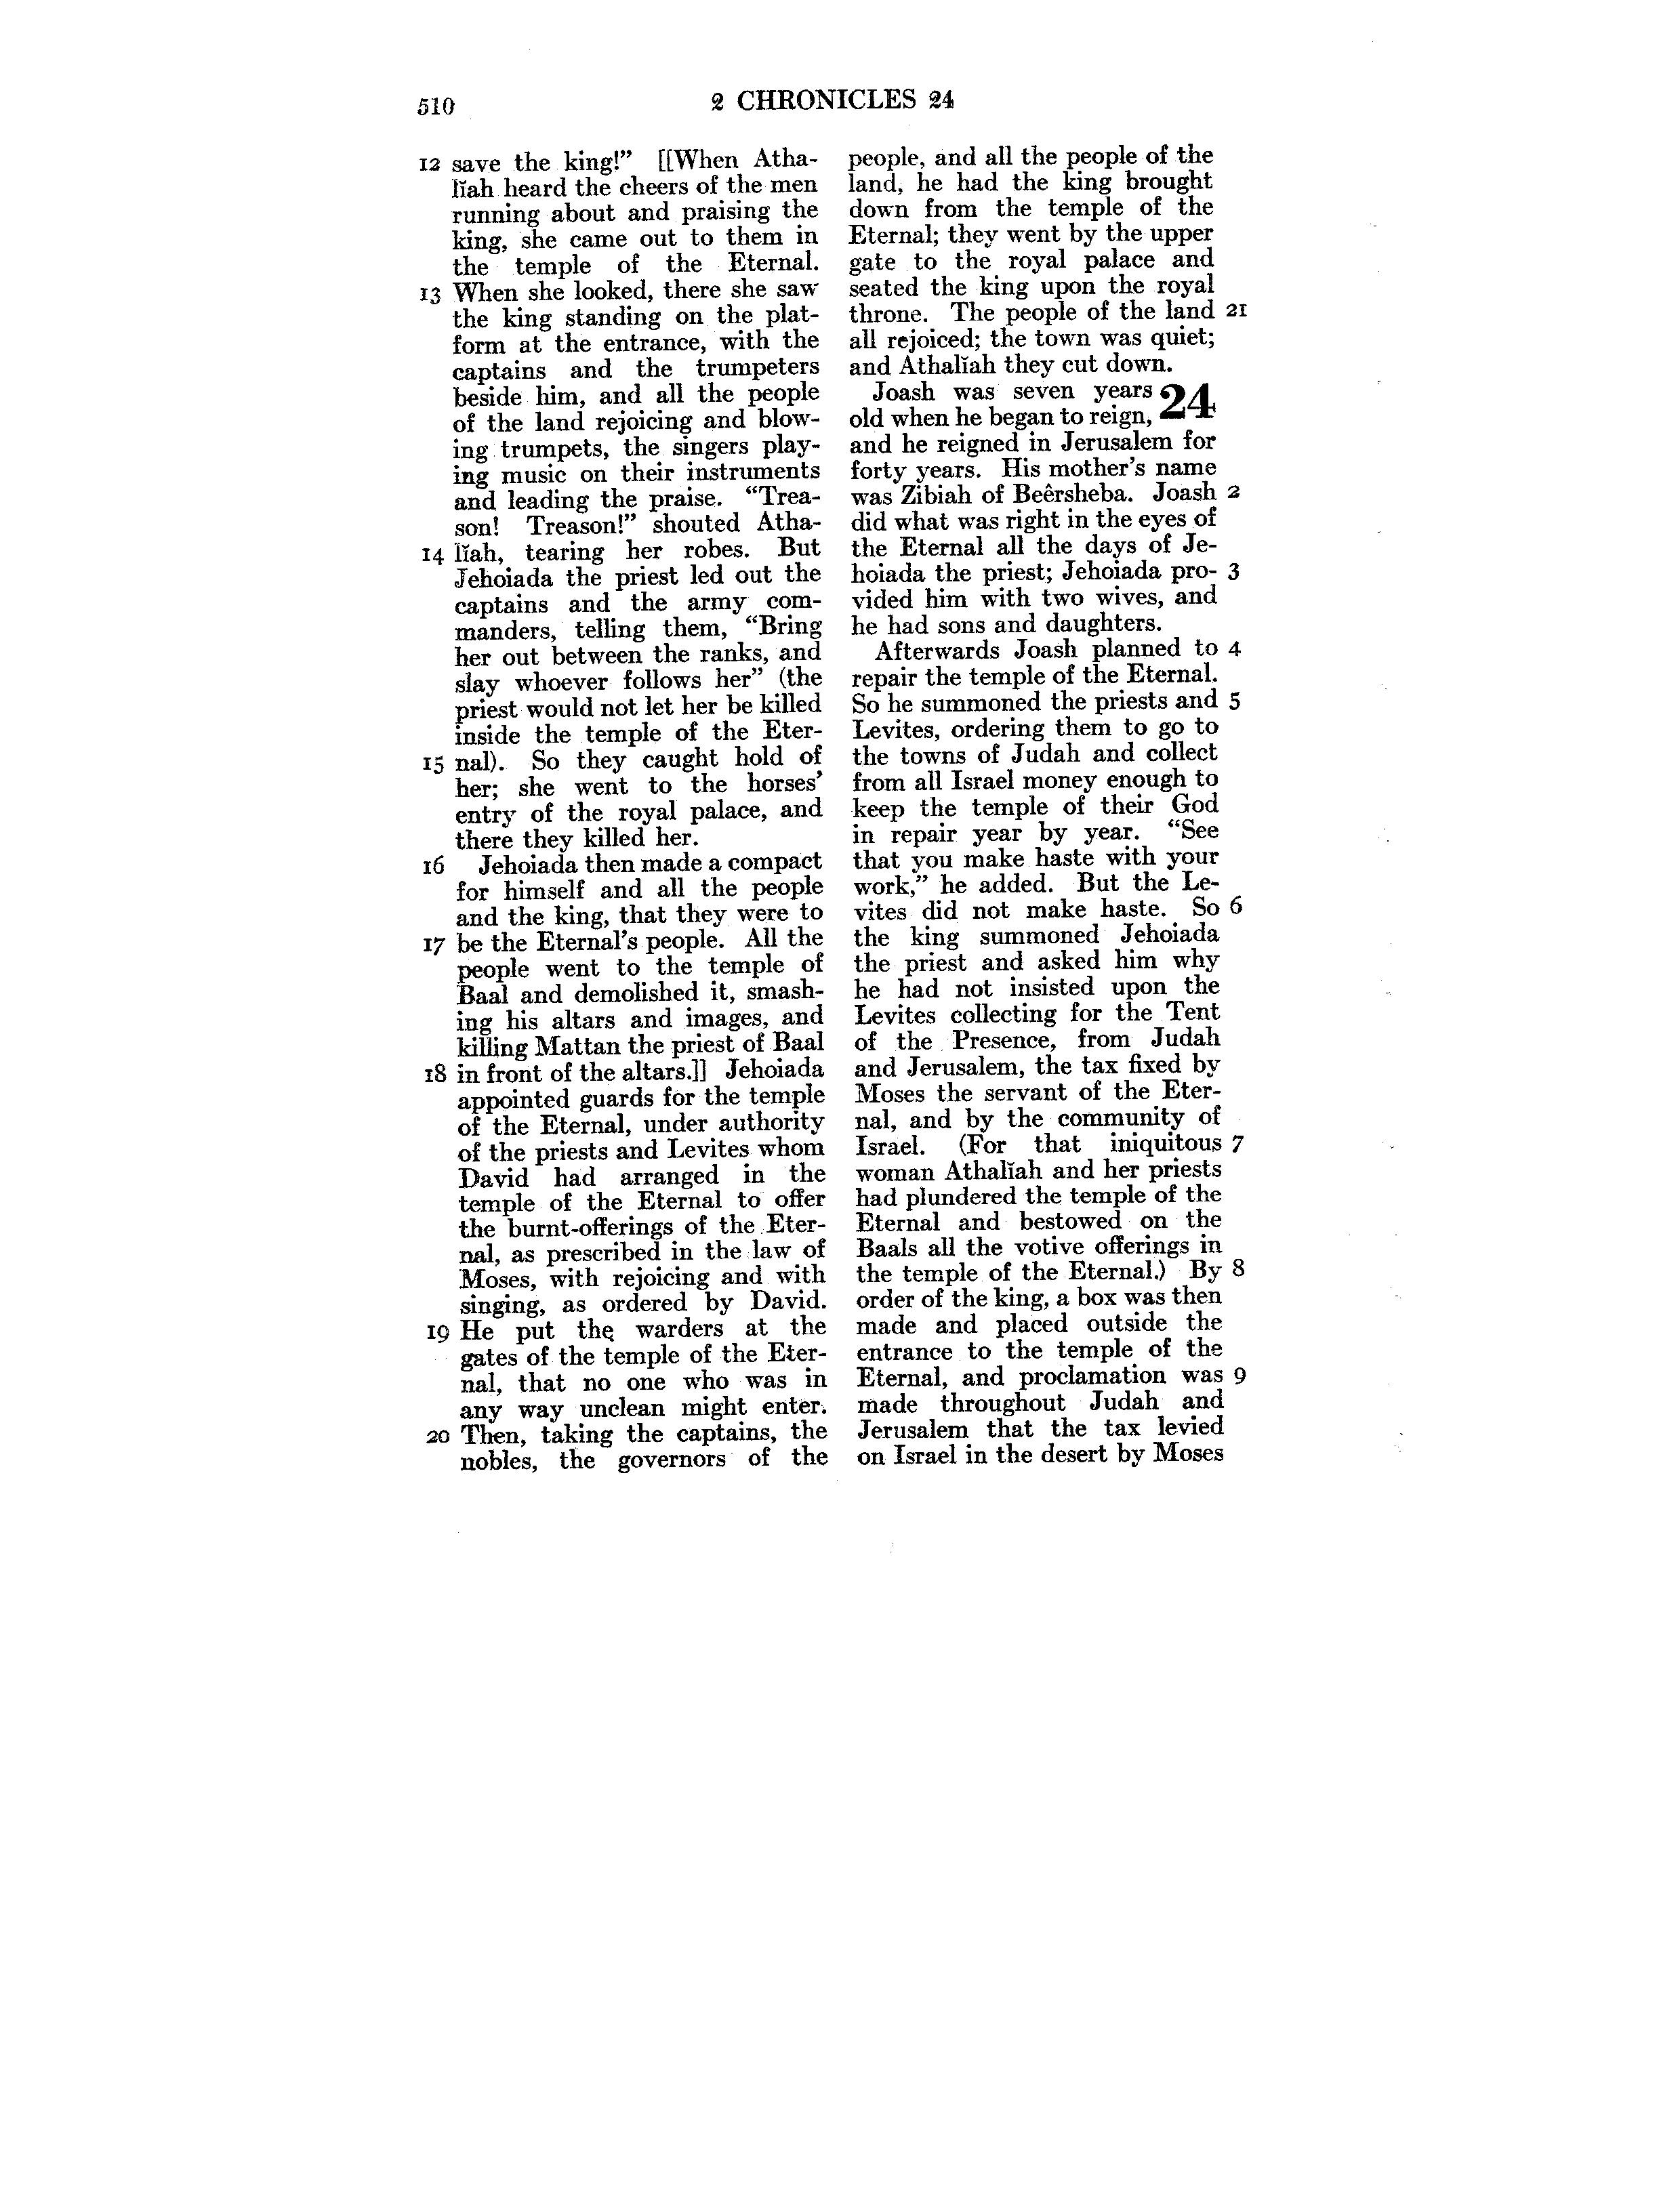 510
2 CHRONICLES 24
12 save the king!” [[When Atha-
lĭah heard the cheers of the men
running about and praising the
king, she came out to them in
the temple of the Eternal.
13 When she looked, there she saw
the king standing on the plat-
form at the entrance, with the
captains and the trumpeters
beside him, and all the people
of the land rejoicing and blow-
ing trumpets, the singers play-
ing music on their instruments
and leading the praise. “Trea-
son! Treason!” shouted Atha-
14 lĭah, tearing her robes. But
Jehoiada the priest led out the
captains and the army com-
manders, telling them, “Bring
her out between the ranks, and
slay whoever follows her” (the
priest would not let her be killed
inside the temple of the Eter-
15 nal). So they caught hold of
her; she went to the horses’
entry of the royal palace, and
there they killed her.
16 Jehoiada then made a compact
for himself and all the people
and the king, that they were to
17 be the Eternal’s people. All the
people went to the temple of
Baal and demolished it, smash-
ing his altars and images, and
killing Mattan the priest of Baal
18 in front of the altars.]] Jehoiada
appointed guards for the temple
of the Eternal, under authority
of the priests and Levites whom
David had arranged in the
temple of the Eternal to offer
the burnt-offerings of the Eter-
nal, as prescribed in the law of
Moses, with rejoicing and with
singing, as ordered by David.
19 He put the warders at the
gates of the temple of the Eter-
nal, that no one who was in
any way unclean might enter.
20 Then, taking the captains, the
nobles, the governors of the
people, and all the people of the
land, he had the king brought
down from the temple of the
Eternal; they went by the upper
gate to the royal palace and
seated the king upon the royal
throne. The people of the land 21
all rejoiced; the town was quiet;
and Athalĭah they cut down.
Joash was seven years 24
old when he began to reign,
and he reigned in Jerusalem for
forty years. His mother’s name
was Zibiah of Beêrsheba. Joash 2
did what was right in the eyes of
the Eternal all the days of Je-
hoiada the priest; Jehoiada pro- 3
vided him with two wives, and
he had sons and daughters.
Afterwards Joash planned to 4
repair the temple of the Eternal.
So he summoned the priests and 5
Levites, ordering them to go to
the towns of Judah and collect
from all Israel money enough to
keep the temple of their God
in repair year by year. “See
that you make haste with your
work,” he added. But the Le-
vites did not make haste. So 6
the king summoned Jehoiada
the priest and asked him why
he had not insisted upon the
Levites collecting for the Tent
of the Presence, from Judah
and Jerusalem, the tax fixed by
Moses the servant of the Eter-
nal, and by the community of
Israel. (For that iniquitous 7
woman Athalĭah and her priests
had plundered the temple of the
Eternal and bestowed on the
Baals all the votive offerings in
the temple of the Eternal.) By 8
order of the king, a box was then
made and placed outside the
entrance to the temple of the
Eternal, and proclamation was 9
made throughout Judah and
Jerusalem that the tax levied
on Israel in the desert by Moses